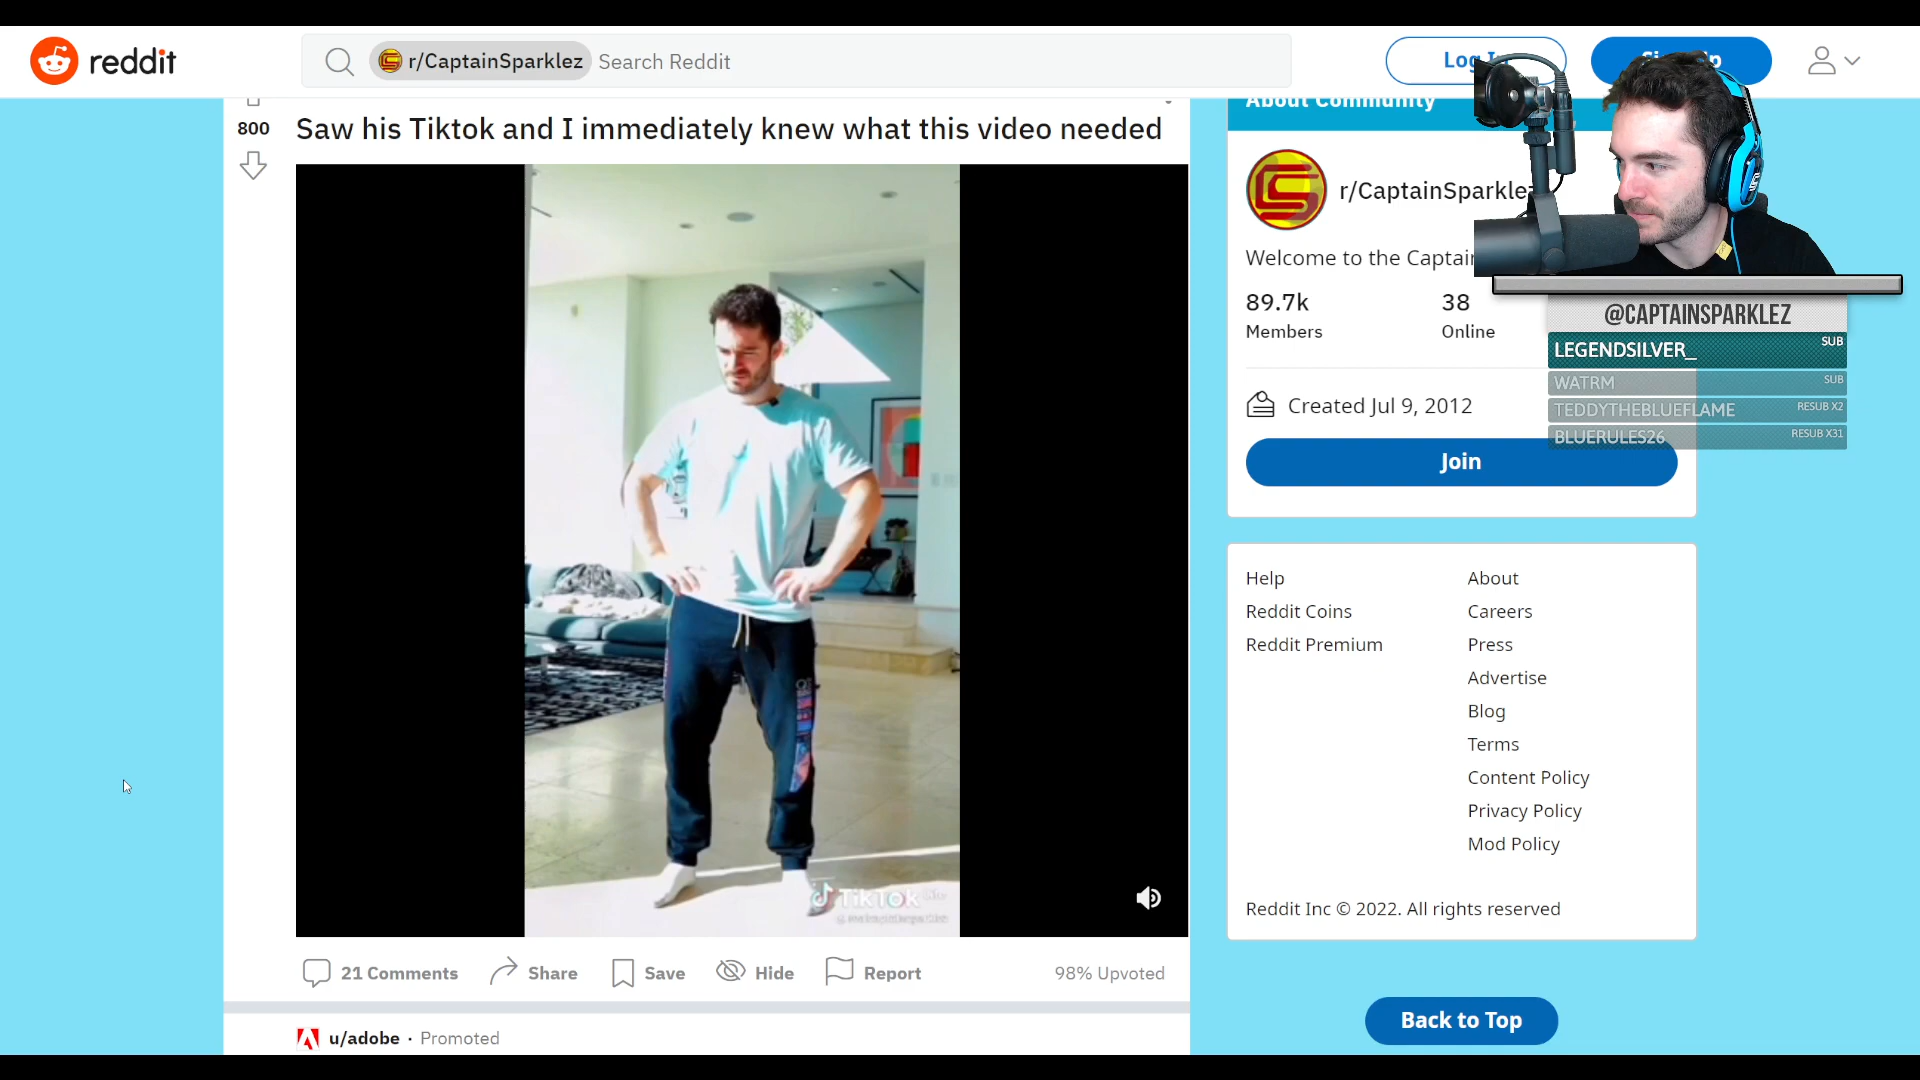 reddit
r/CaptainSparklez Search Reddit
800
Saw his Tiktok and I immediately knew what this video needed
TikTok
21 Comments
Share
Save
Hide
Report
98% Upvoted
u/adobe · Promoted
About Community
r/CaptainSparklez
Welcome to the Captain
89.7k
Members
38
Online
Created Jul 9, 2012
Join
@CAPTAINSPARKLEZ
LEGENDSILVER_ SUB
WATRM SUB
TEDDYTHEBLUEFLAME RESUB X2
BLUERULES26 RESUB X31
Help
Reddit Coins
Reddit Premium
About
Careers
Press
Advertise
Blog
Terms
Content Policy
Privacy Policy
Mod Policy
Reddit Inc © 2022. All rights reserved
Back to Top